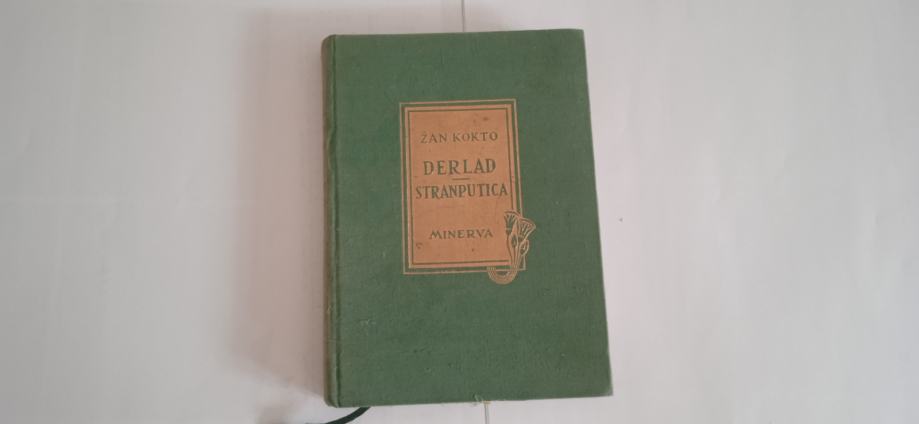 ŽAN KOKTO
DERLAD
STRANPUTICA
MINERVA